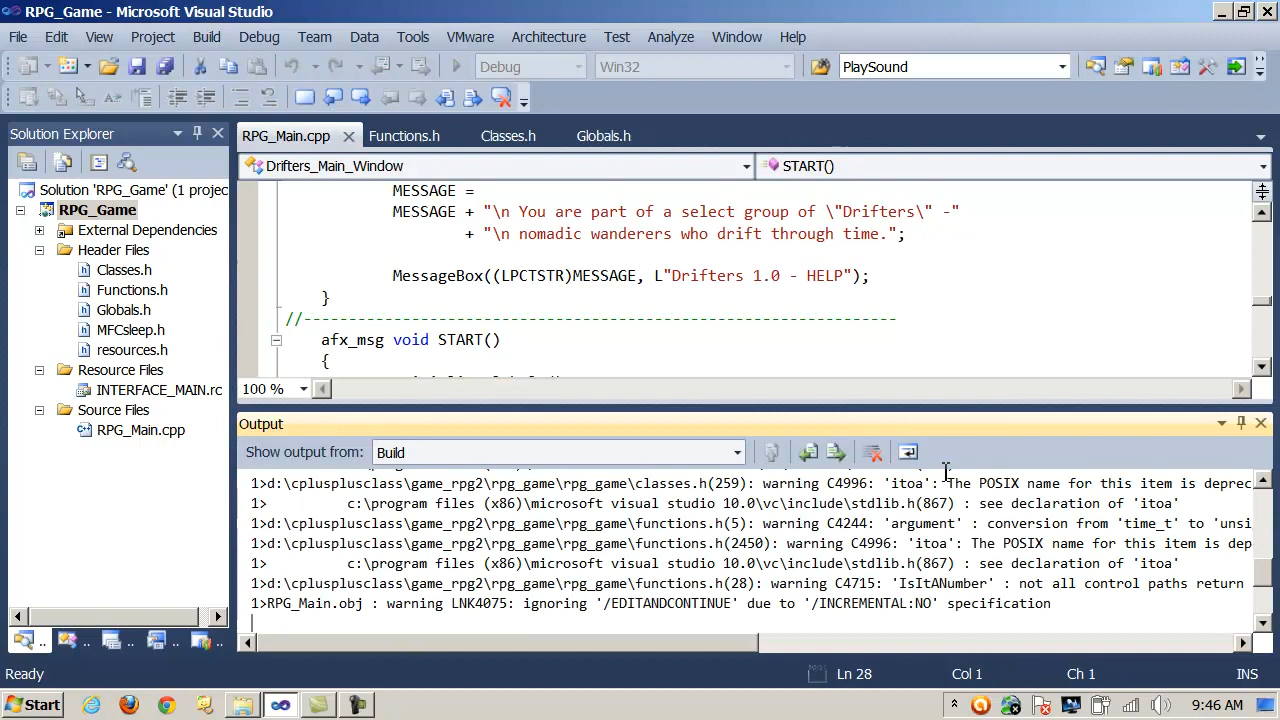 RPG_Game - Microsoft Visual Studio
File Edit View Project Build Debug Team Data Tools VMware Architecture Test Analyze Window Help
Debug Win32 PlaySound
Solution Explorer
RPG_Main.cpp Functions.h Classes.h Globals.h
Drifters_Main_Window START()
Solution 'RPG_Game' (1 projec
RPG_Game
External Dependencies
Header Files
Classes.h
Functions.h
Globals.h
MFCsleep.h
resources.h
Resource Files
INTERFACE_MAIN.rc
Source Files
RPG_Main.cpp
MESSAGE =
MESSAGE + "\n You are part of a select group of \"Drifters\" -"
+ "\n nomadic wanderers who drift through time.";
MessageBox((LPCTSTR)MESSAGE, L"Drifters 1.0 - HELP");
}
//------------------------------------------------------------------
afx_msg void START()
{
100 %
Output
Show output from: Build
1>d:\cplusplusclass\game_rpg2\rpg_game\rpg_game\classes.h(259): warning C4996: 'itoa': The POSIX name for this item is deprec
1> c:\program files (x86)\microsoft visual studio 10.0\vc\include\stdlib.h(867) : see declaration of 'itoa'
1>d:\cplusplusclass\game_rpg2\rpg_game\rpg_game\functions.h(5): warning C4244: 'argument' : conversion from 'time_t' to 'unsi
1>d:\cplusplusclass\game_rpg2\rpg_game\rpg_game\functions.h(2450): warning C4996: 'itoa': The POSIX name for this item is dep
1> c:\program files (x86)\microsoft visual studio 10.0\vc\include\stdlib.h(867) : see declaration of 'itoa'
1>d:\cplusplusclass\game_rpg2\rpg_game\rpg_game\functions.h(28): warning C4715: 'IsItANumber' : not all control paths return
1>RPG_Main.obj : warning LNK4075: ignoring '/EDITANDCONTINUE' due to '/INCREMENTAL:NO' specification
Ready Ln 28 Col 1 Ch 1 INS
Start 9:46 AM